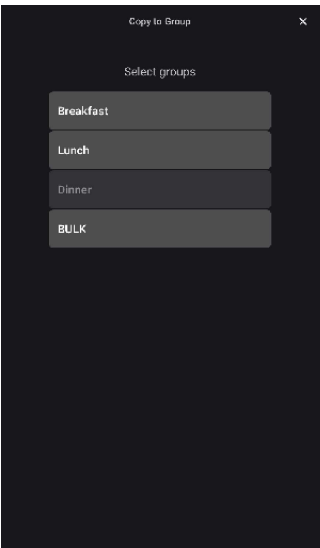 Copy to Group
Select groups
Breakfast
Lunch
Dinner
BULK